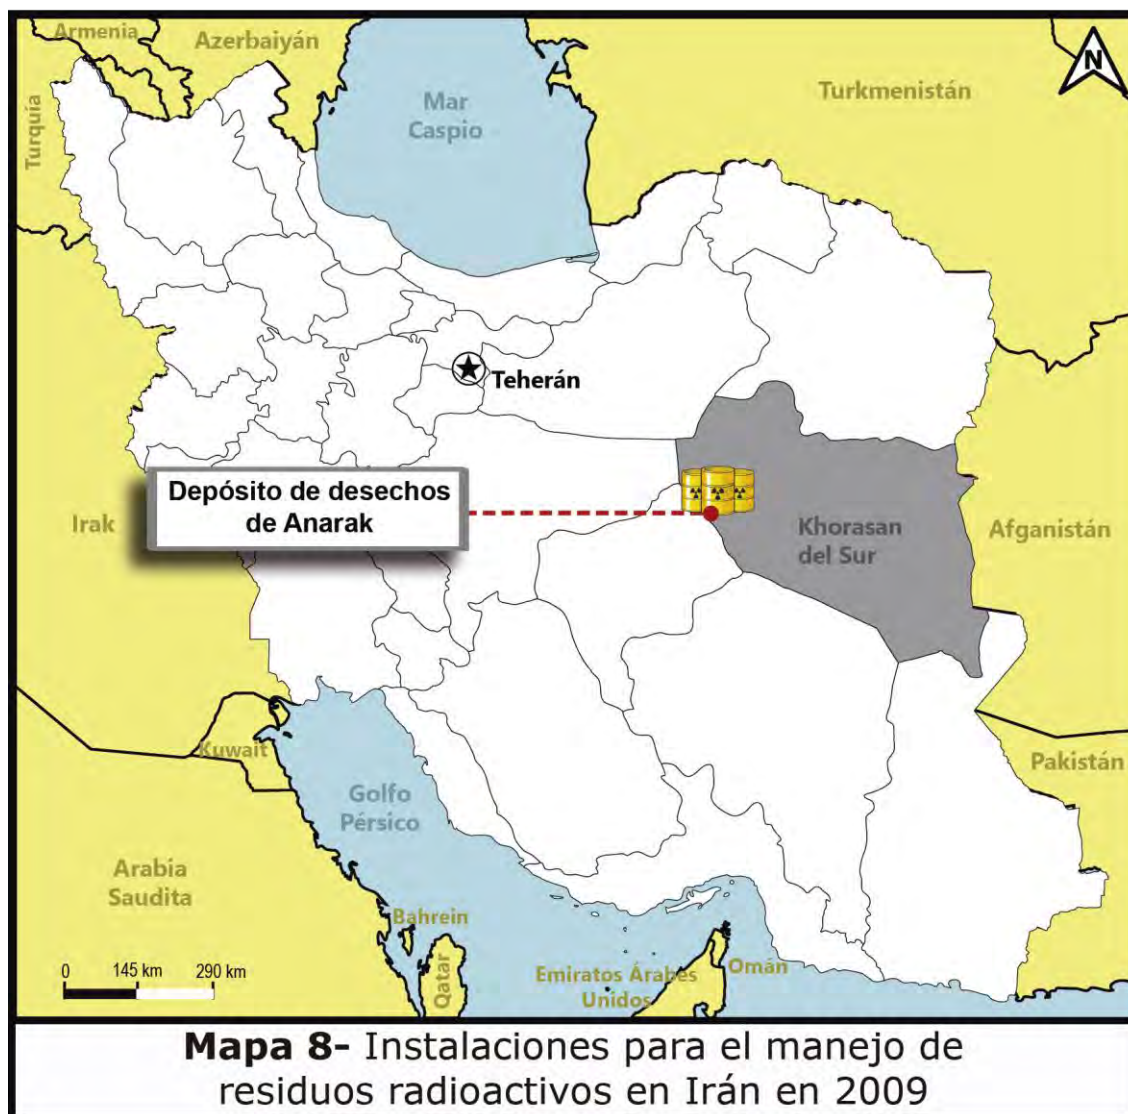 Armenia
Azerbaiyán
N
Turquía
Mar
Caspio
Turkmenistán
Teherán
Depósito de desechos
de Anarak
Irak
Khorasan
del Sur
Afganistán
Kuwait
Golfo
Pérsico
Pakistán
Arabia
Saudita
Bahrein
Qatar
Emiratos Árabes
Unidos
Omán
0 145 km 290 km
Mapa 8- Instalaciones para el manejo de
residuos radioactivos en Irán en 2009